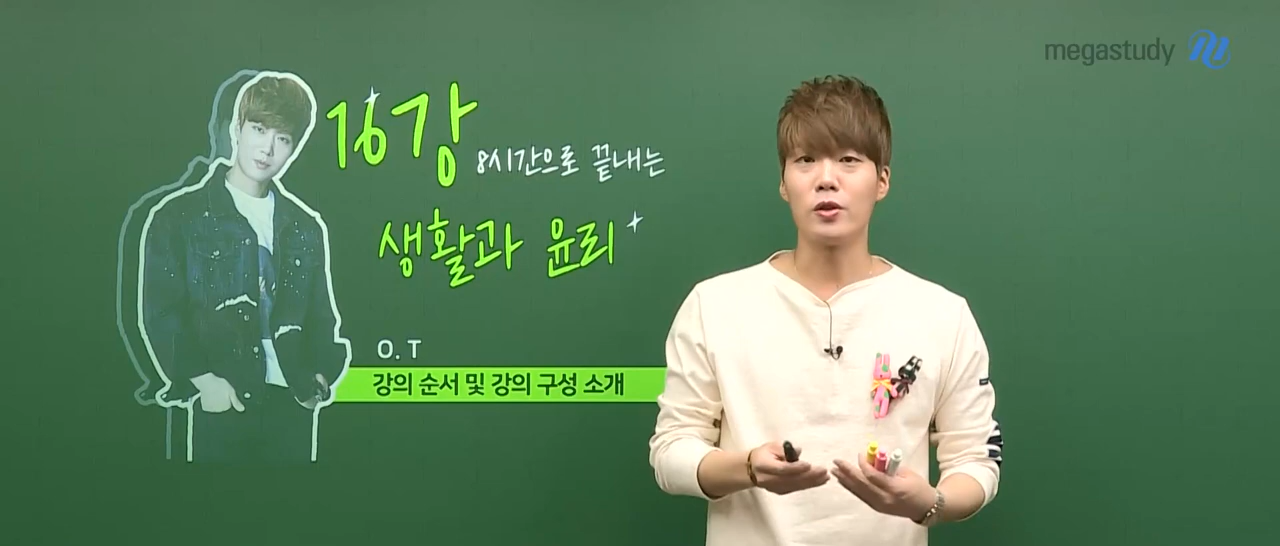 megastudy
16강
8시간으로 끝내는
생활과 윤리
O. T
강의 순서 및 강의 구성 소개